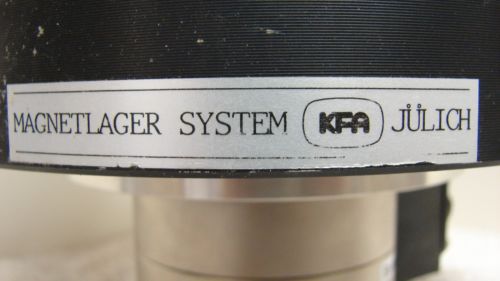 MAGNETLAGER SYSTEM KFA JÜLICH